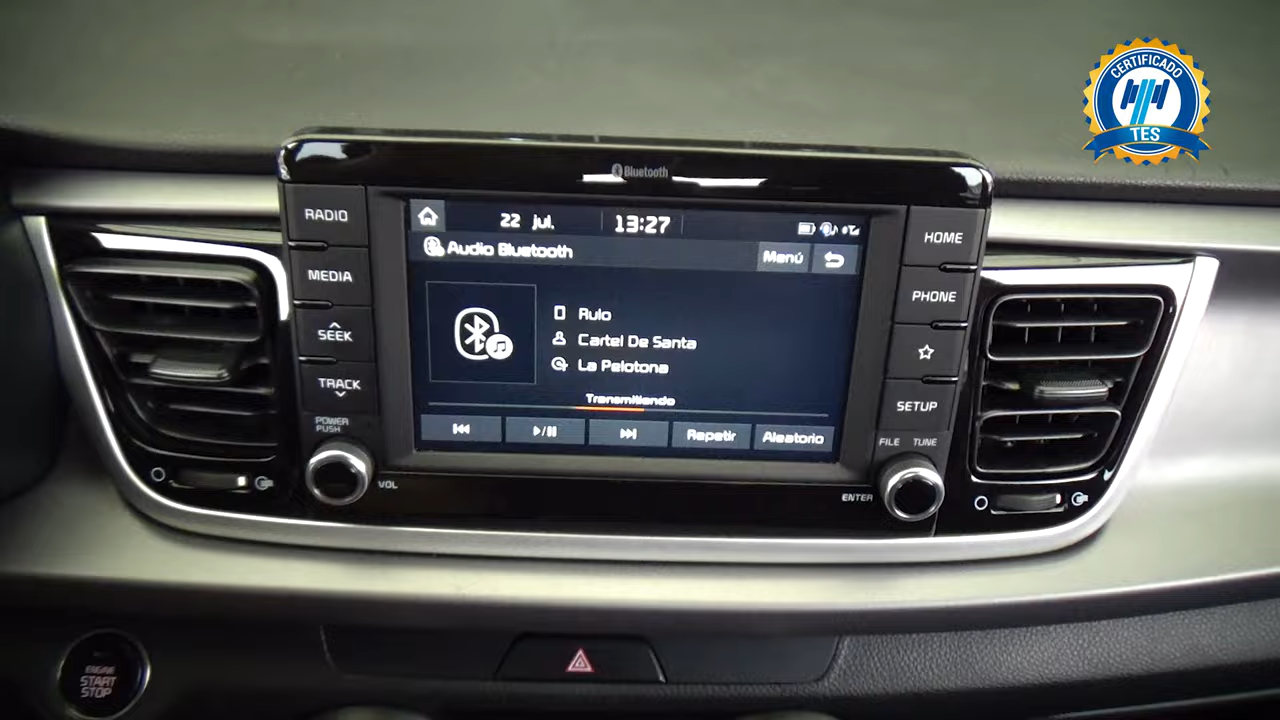 CERTIFICADO
TES
Bluetooth
RADIO
MEDIA
SEEK
TRACK
POWER
PUSH
VOL
22 jul.
13:27
Audio Bluetooth
Menú
Rulo
Cartel De Santa
La Pelotona
Transmitiendo
Repetir
Aleatorio
HOME
PHONE
SETUP
FILE
TUNE
ENTER
ENGINE
START
STOP